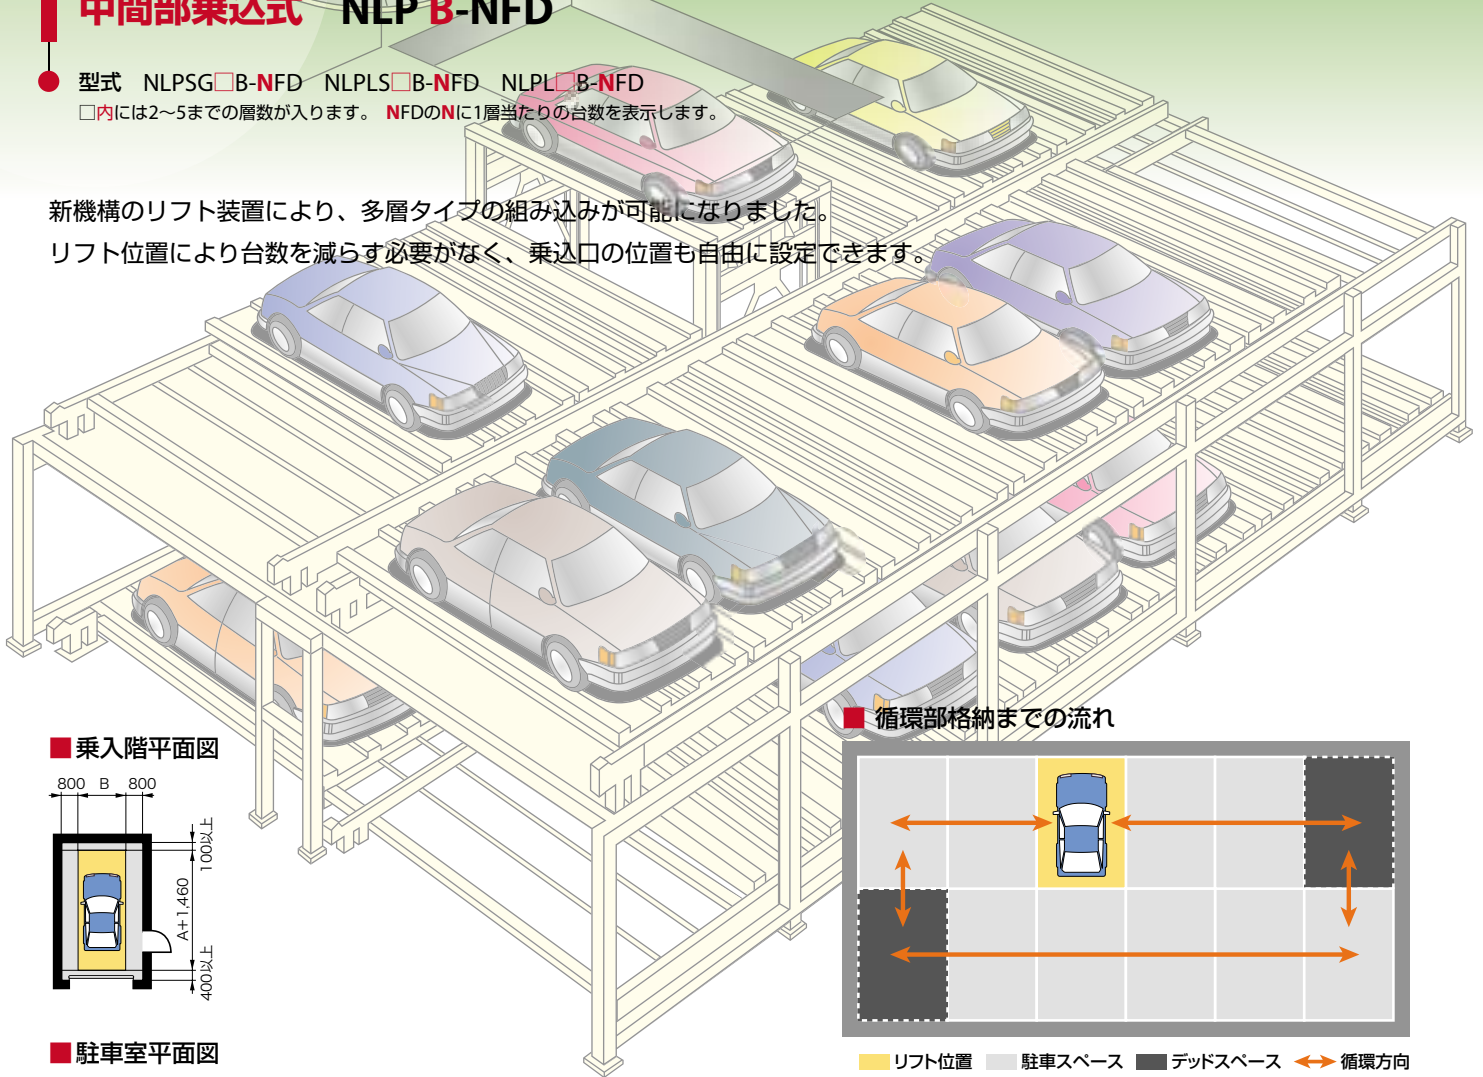 中間部乗込式 NLP B-NFD
型式 NLPSG□B-NFD NLPLS□B-NFD NLPL□B-NFD
□内には2〜5までの層数が入ります。 NFDのNに1層当たりの台数を表示します。
新機構のリフト装置により、多層タイプの組み込みが可能になりました。
リフト位置により台数を減らす必要がなく、乗込口の位置も自由に設定できます。
■乗入階平面図
800 B 800
100以上
A+1,460
400以上
■駐車室平面図
■循環部格納までの流れ
リフト位置 駐車スペース デッドスペース 循環方向